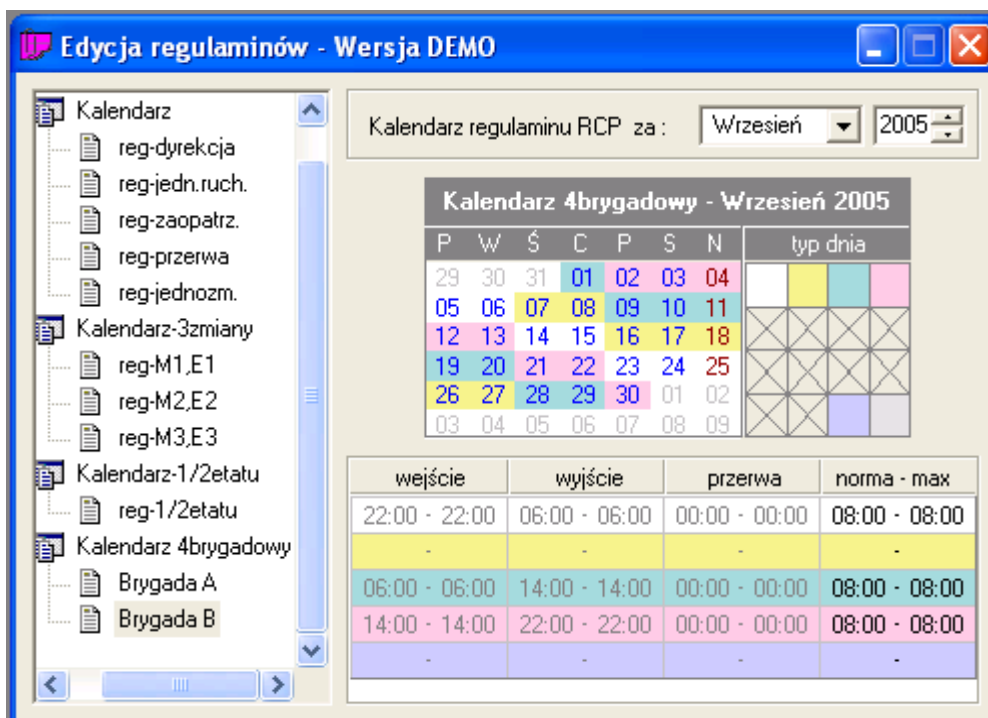 Edycja regulaminów - Wersja DEMO
Kalendarz
reg-dyrekcja
reg-jedn.ruch.
reg-zaopatrz.
reg-przerwa
reg-jednozm.
Kalendarz-3zmiany
reg-M1,E1
reg-M2,E2
reg-M3,E3
Kalendarz-1/2etatu
reg-1/2etatu
Kalendarz 4brygadowy
Brygada A
Brygada B
Kalendarz regulaminu RCP za : Wrzesień 2005
Kalendarz 4brygadowy - Wrzesień 2005
P W Ś C P S N typ dnia
29 30 31 01 02 03 04
05 06 07 08 09 10 11
12 13 14 15 16 17 18
19 20 21 22 23 24 25
26 27 28 29 30 01 02
03 04 05 06 07 08 09
wejście wyjście przerwa norma - max
22:00 - 22:00 06:00 - 06:00 00:00 - 00:00 08:00 - 08:00
- - - -
06:00 - 06:00 14:00 - 14:00 00:00 - 00:00 08:00 - 08:00
14:00 - 14:00 22:00 - 22:00 00:00 - 00:00 08:00 - 08:00
- - - -